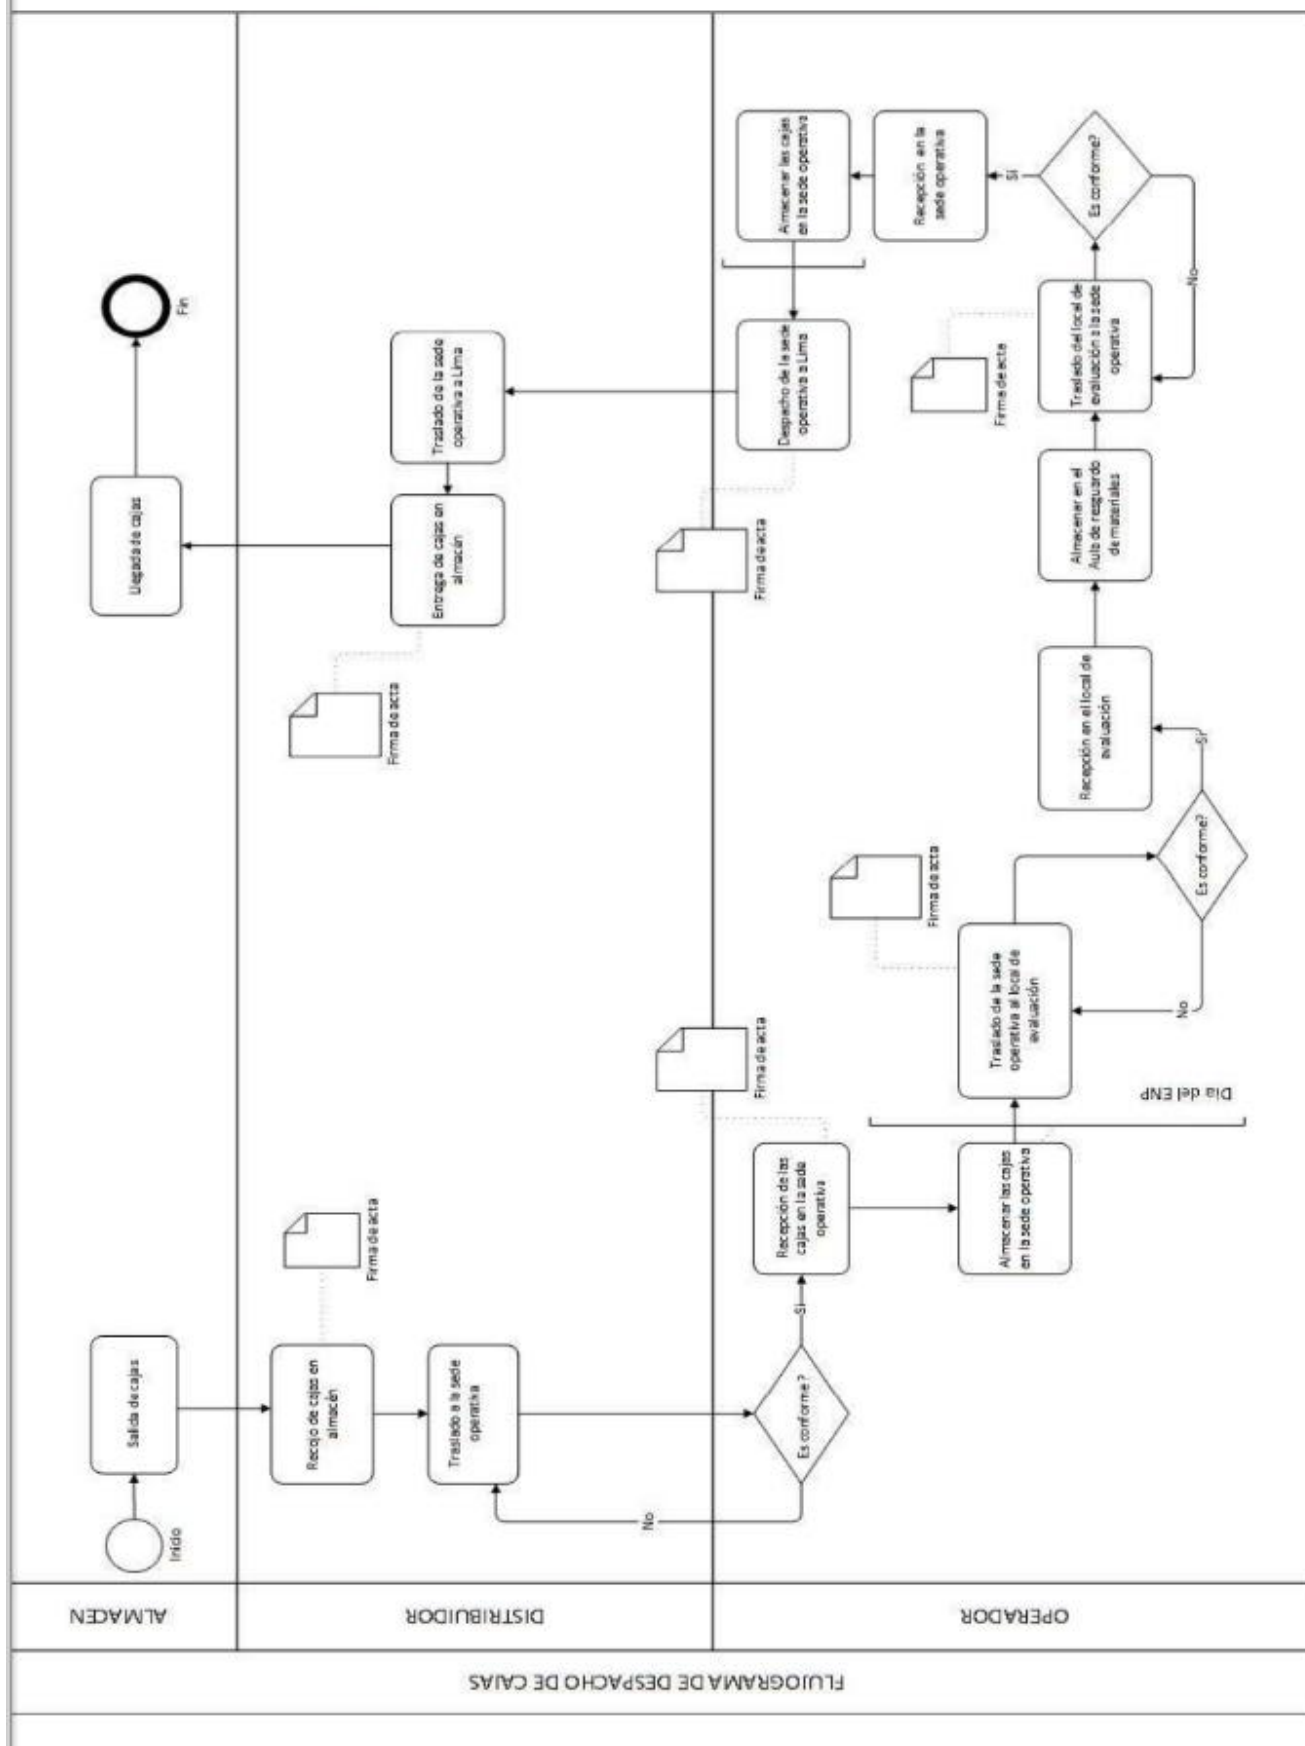 FLUJOGRAMA DE DESPACHO DE CAJAS
ALMACEN
DISTRIBUIDOR
OPERADOR
Inicio
Salida de cajas
Llegada de cajas
Fin
Recojo de cajas en
almacén
Firma de acta
Traslado a la sede
operativa
No
Firma de acta
Entrega de cajas en
almacén
Traslado de la sede
operativa a Lima
Es conforme?
Si
Recepción de las
cajas en la sede
operativa
Firma de acta
Almacenar las cajas
en la sede operativa
Dia del ENP
Traslado de la sede
operativa al local de
evaluación
Firma de acta
No
Es conforme?
Si
Recepción en el local de
evaluación
Almacenar en el
Aula de resguardo
de materiales
Traslado del local de
evaluación a la sede
operativa
Firma de acta
No
Es conforme?
Si
Recepción en la
sede operativa
Almacenar las cajas
en la sede operativa
Despacho de la sede
operativa a Lima
Firma de acta